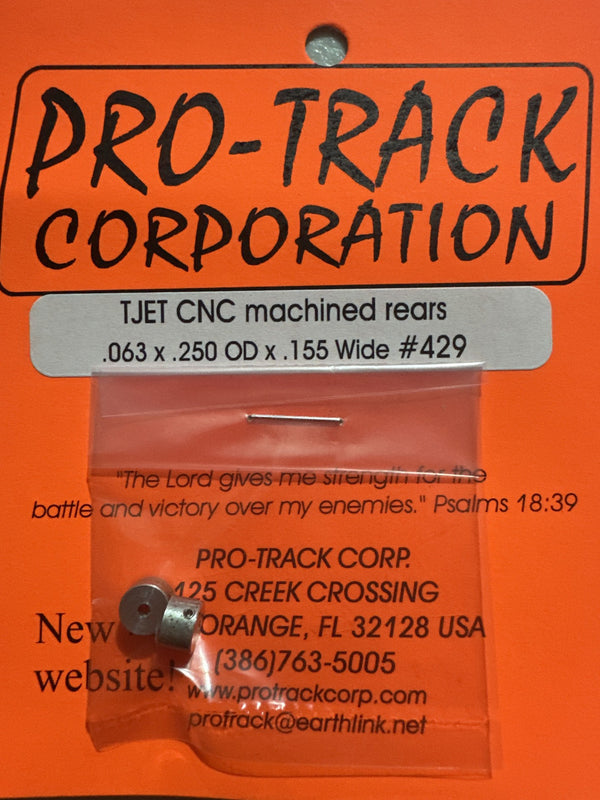 PRO-TRACK
CORPORATION
TJET CNC machined rears
.063 x .250 OD x .155 Wide #429
"The Lord gives me strength for the
battle and victory over my enemies." Psalms 18:39
PRO-TRACK CORP.
125 CREEK CROSSING
ORANGE, FL 32128 USA
(386)763-5005
www.protrackcorp.com
protrack@earthlink.net
New
website!